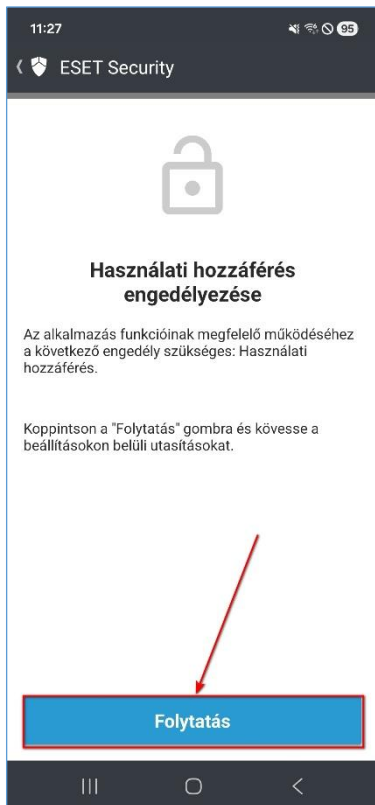 11:27
95
ESET Security
Használati hozzáférés
engedélyezése
Az alkalmazás funkcióinak megfelelő működéséhez
a következő engedély szükséges: Használati
hozzáférés.
Koppintson a "Folytatás" gombra és kövesse a
beállításokon belüli utasításokat.
Folytatás